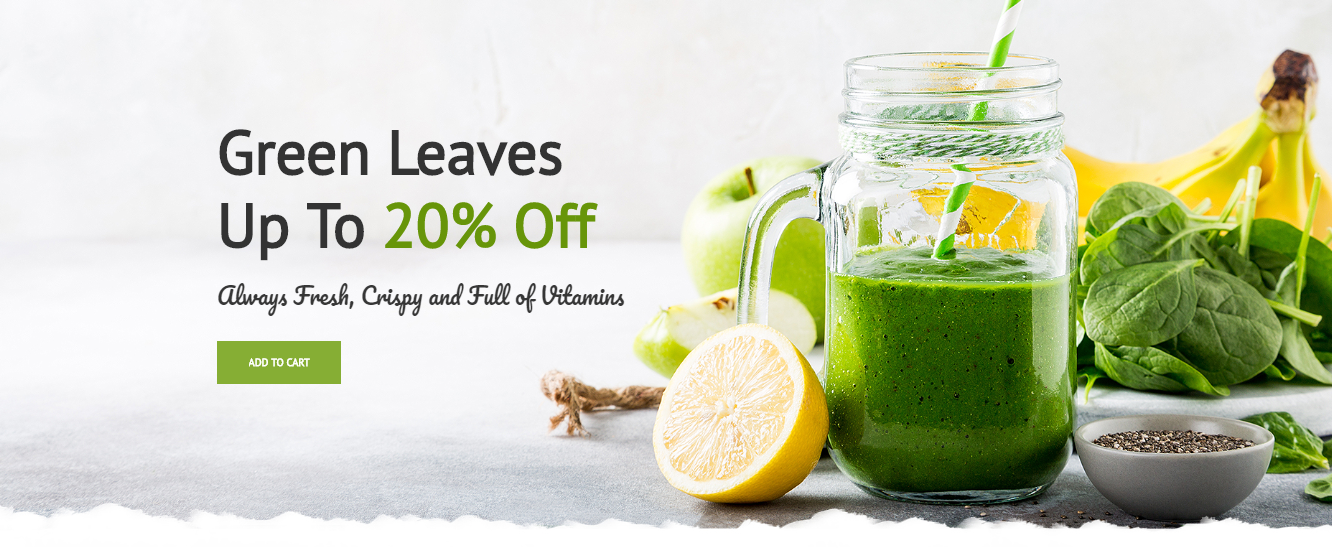 Green Leaves
Up To 20% Off
Always Fresh, Crispy and Full of Vitamins
ADD TO CART